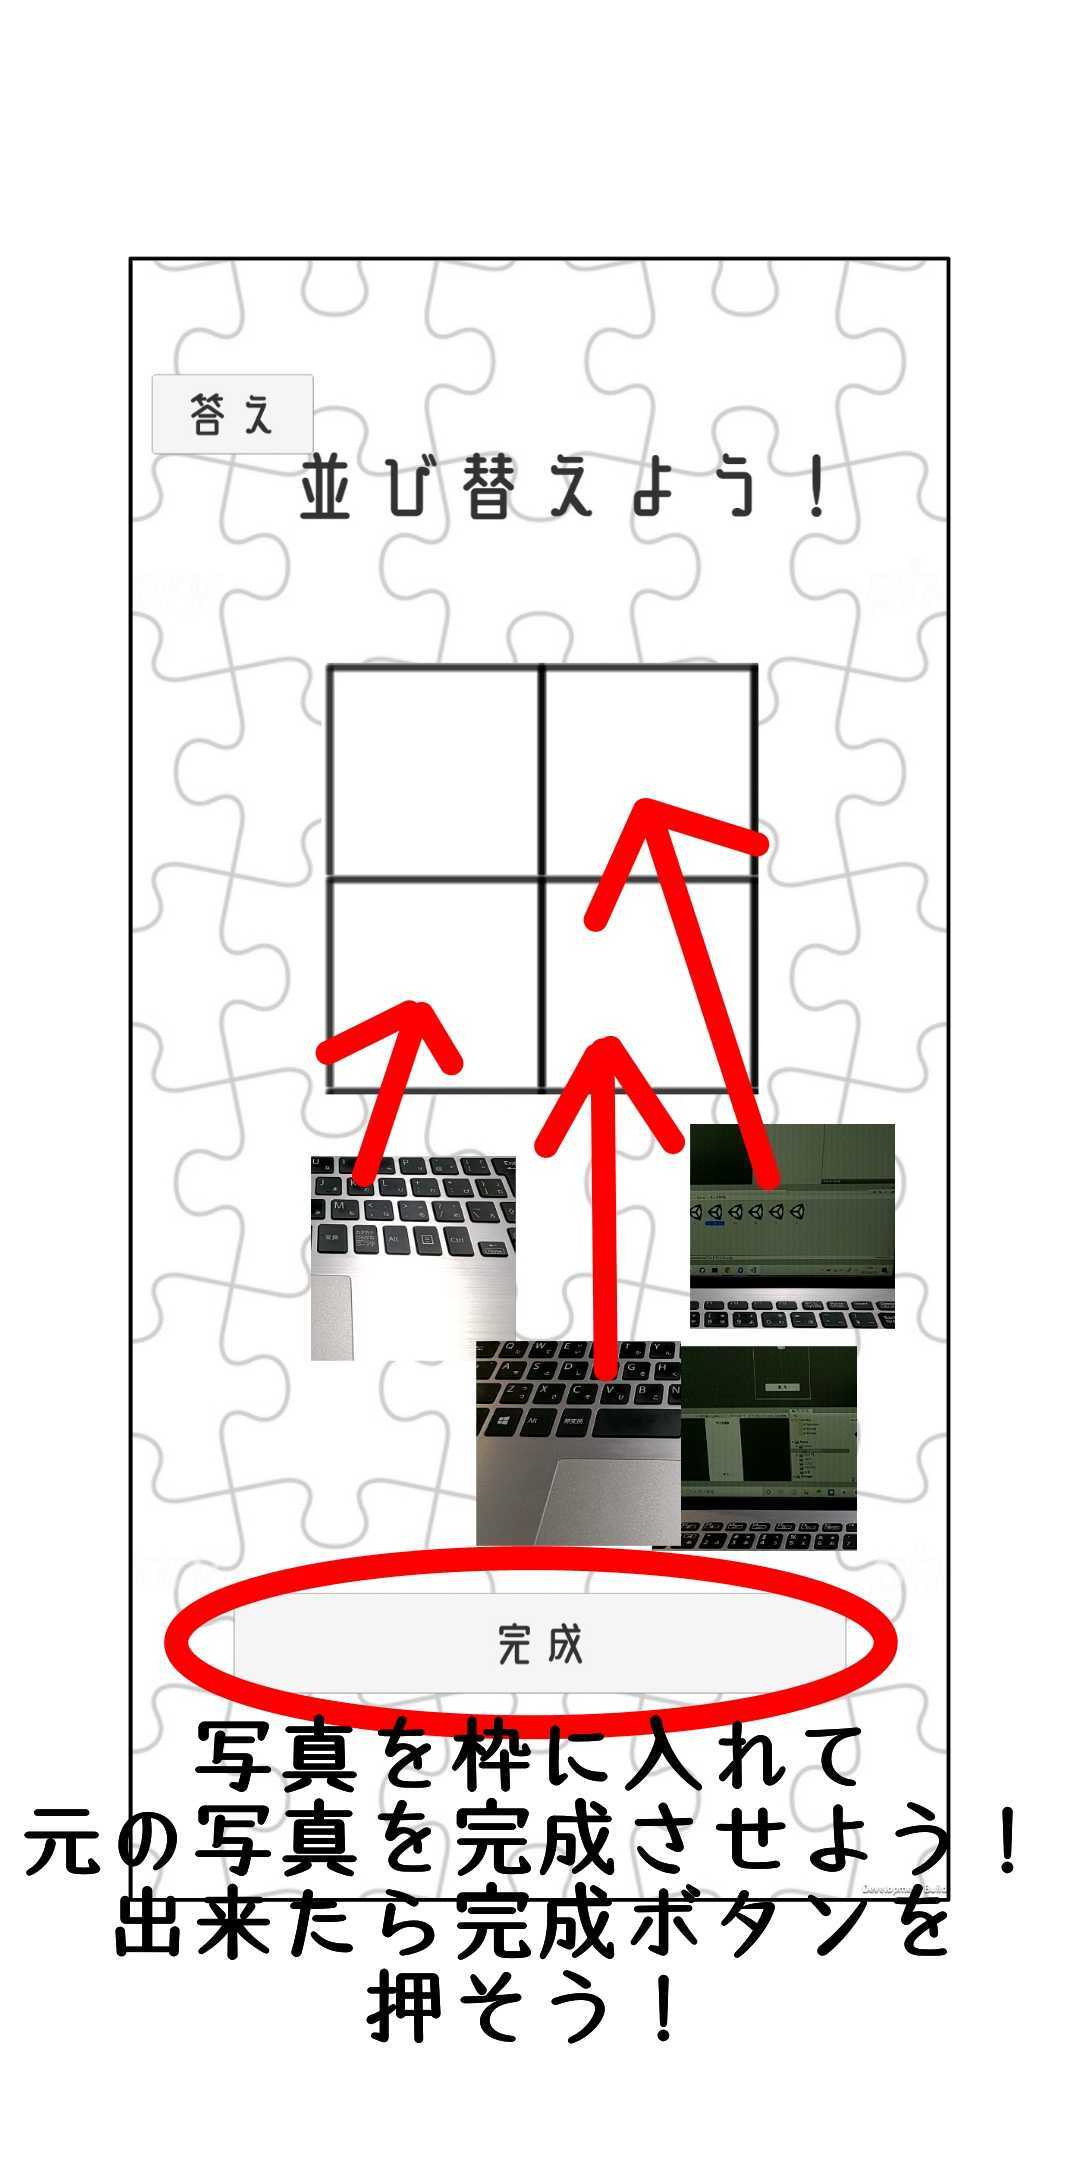 答え
並び替えよう！
完成
写真を枠に入れて
元の写真を完成させよう！
出来たら完成ボタンを
押そう！
Development Build